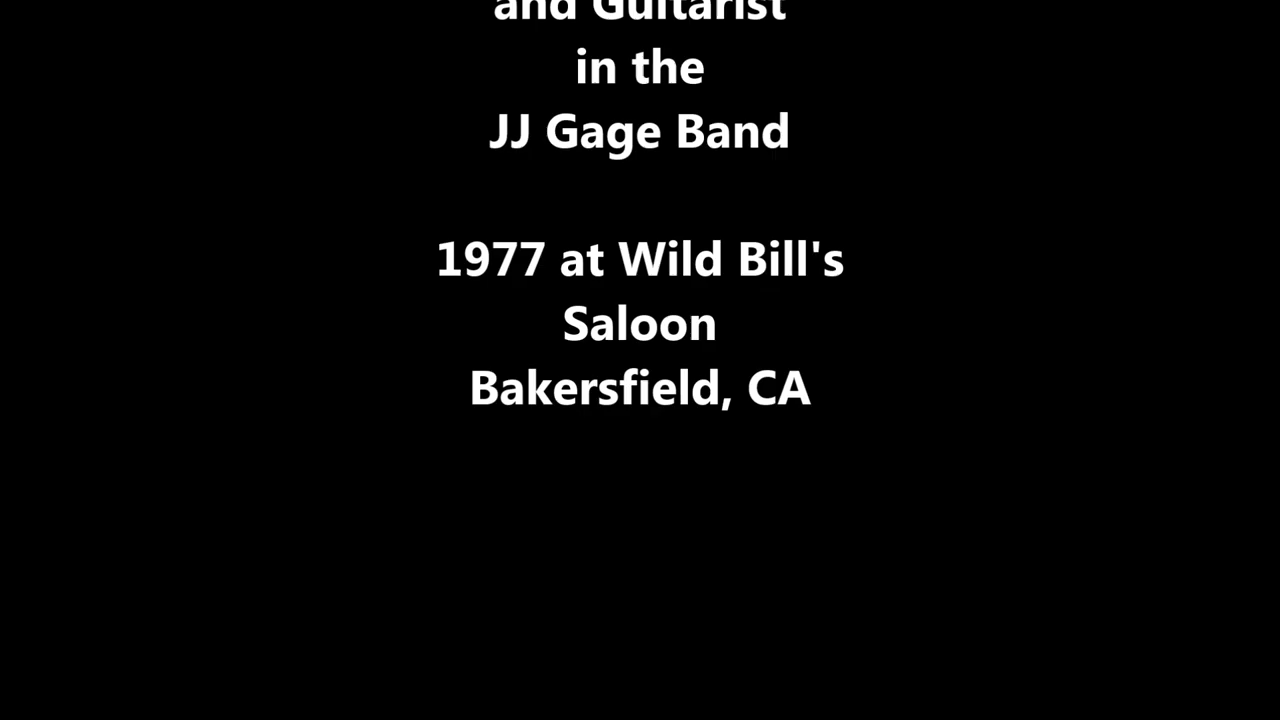 and Guitarist
in the
JJ Gage Band
1977 at Wild Bill's
Saloon
Bakersfield, CA